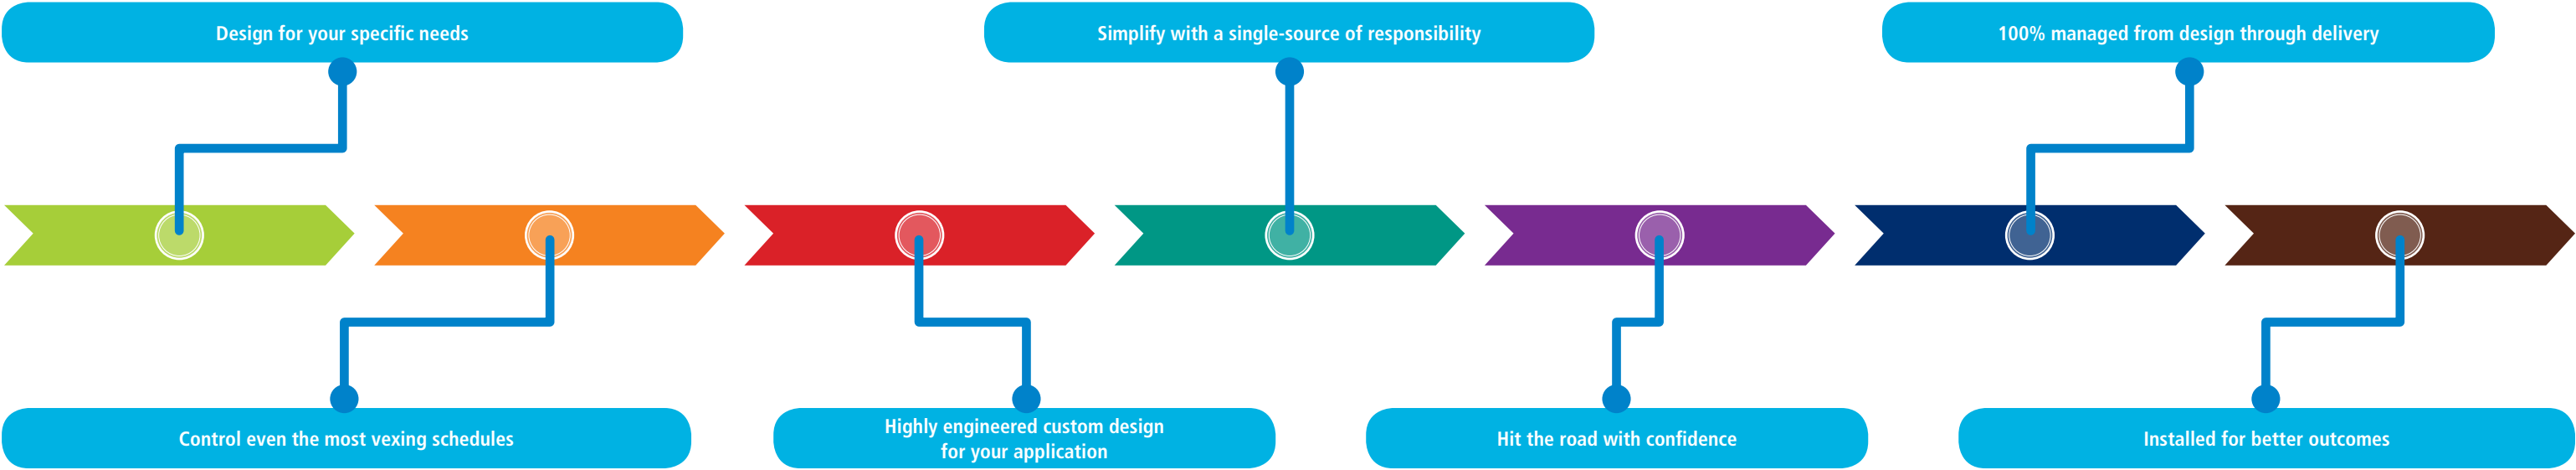 Design for your specific needs
Simplify with a single-source of responsibility
100% managed from design through delivery
Control even the most vexing schedules
Highly engineered custom design
for your application
Hit the road with confidence
Installed for better outcomes